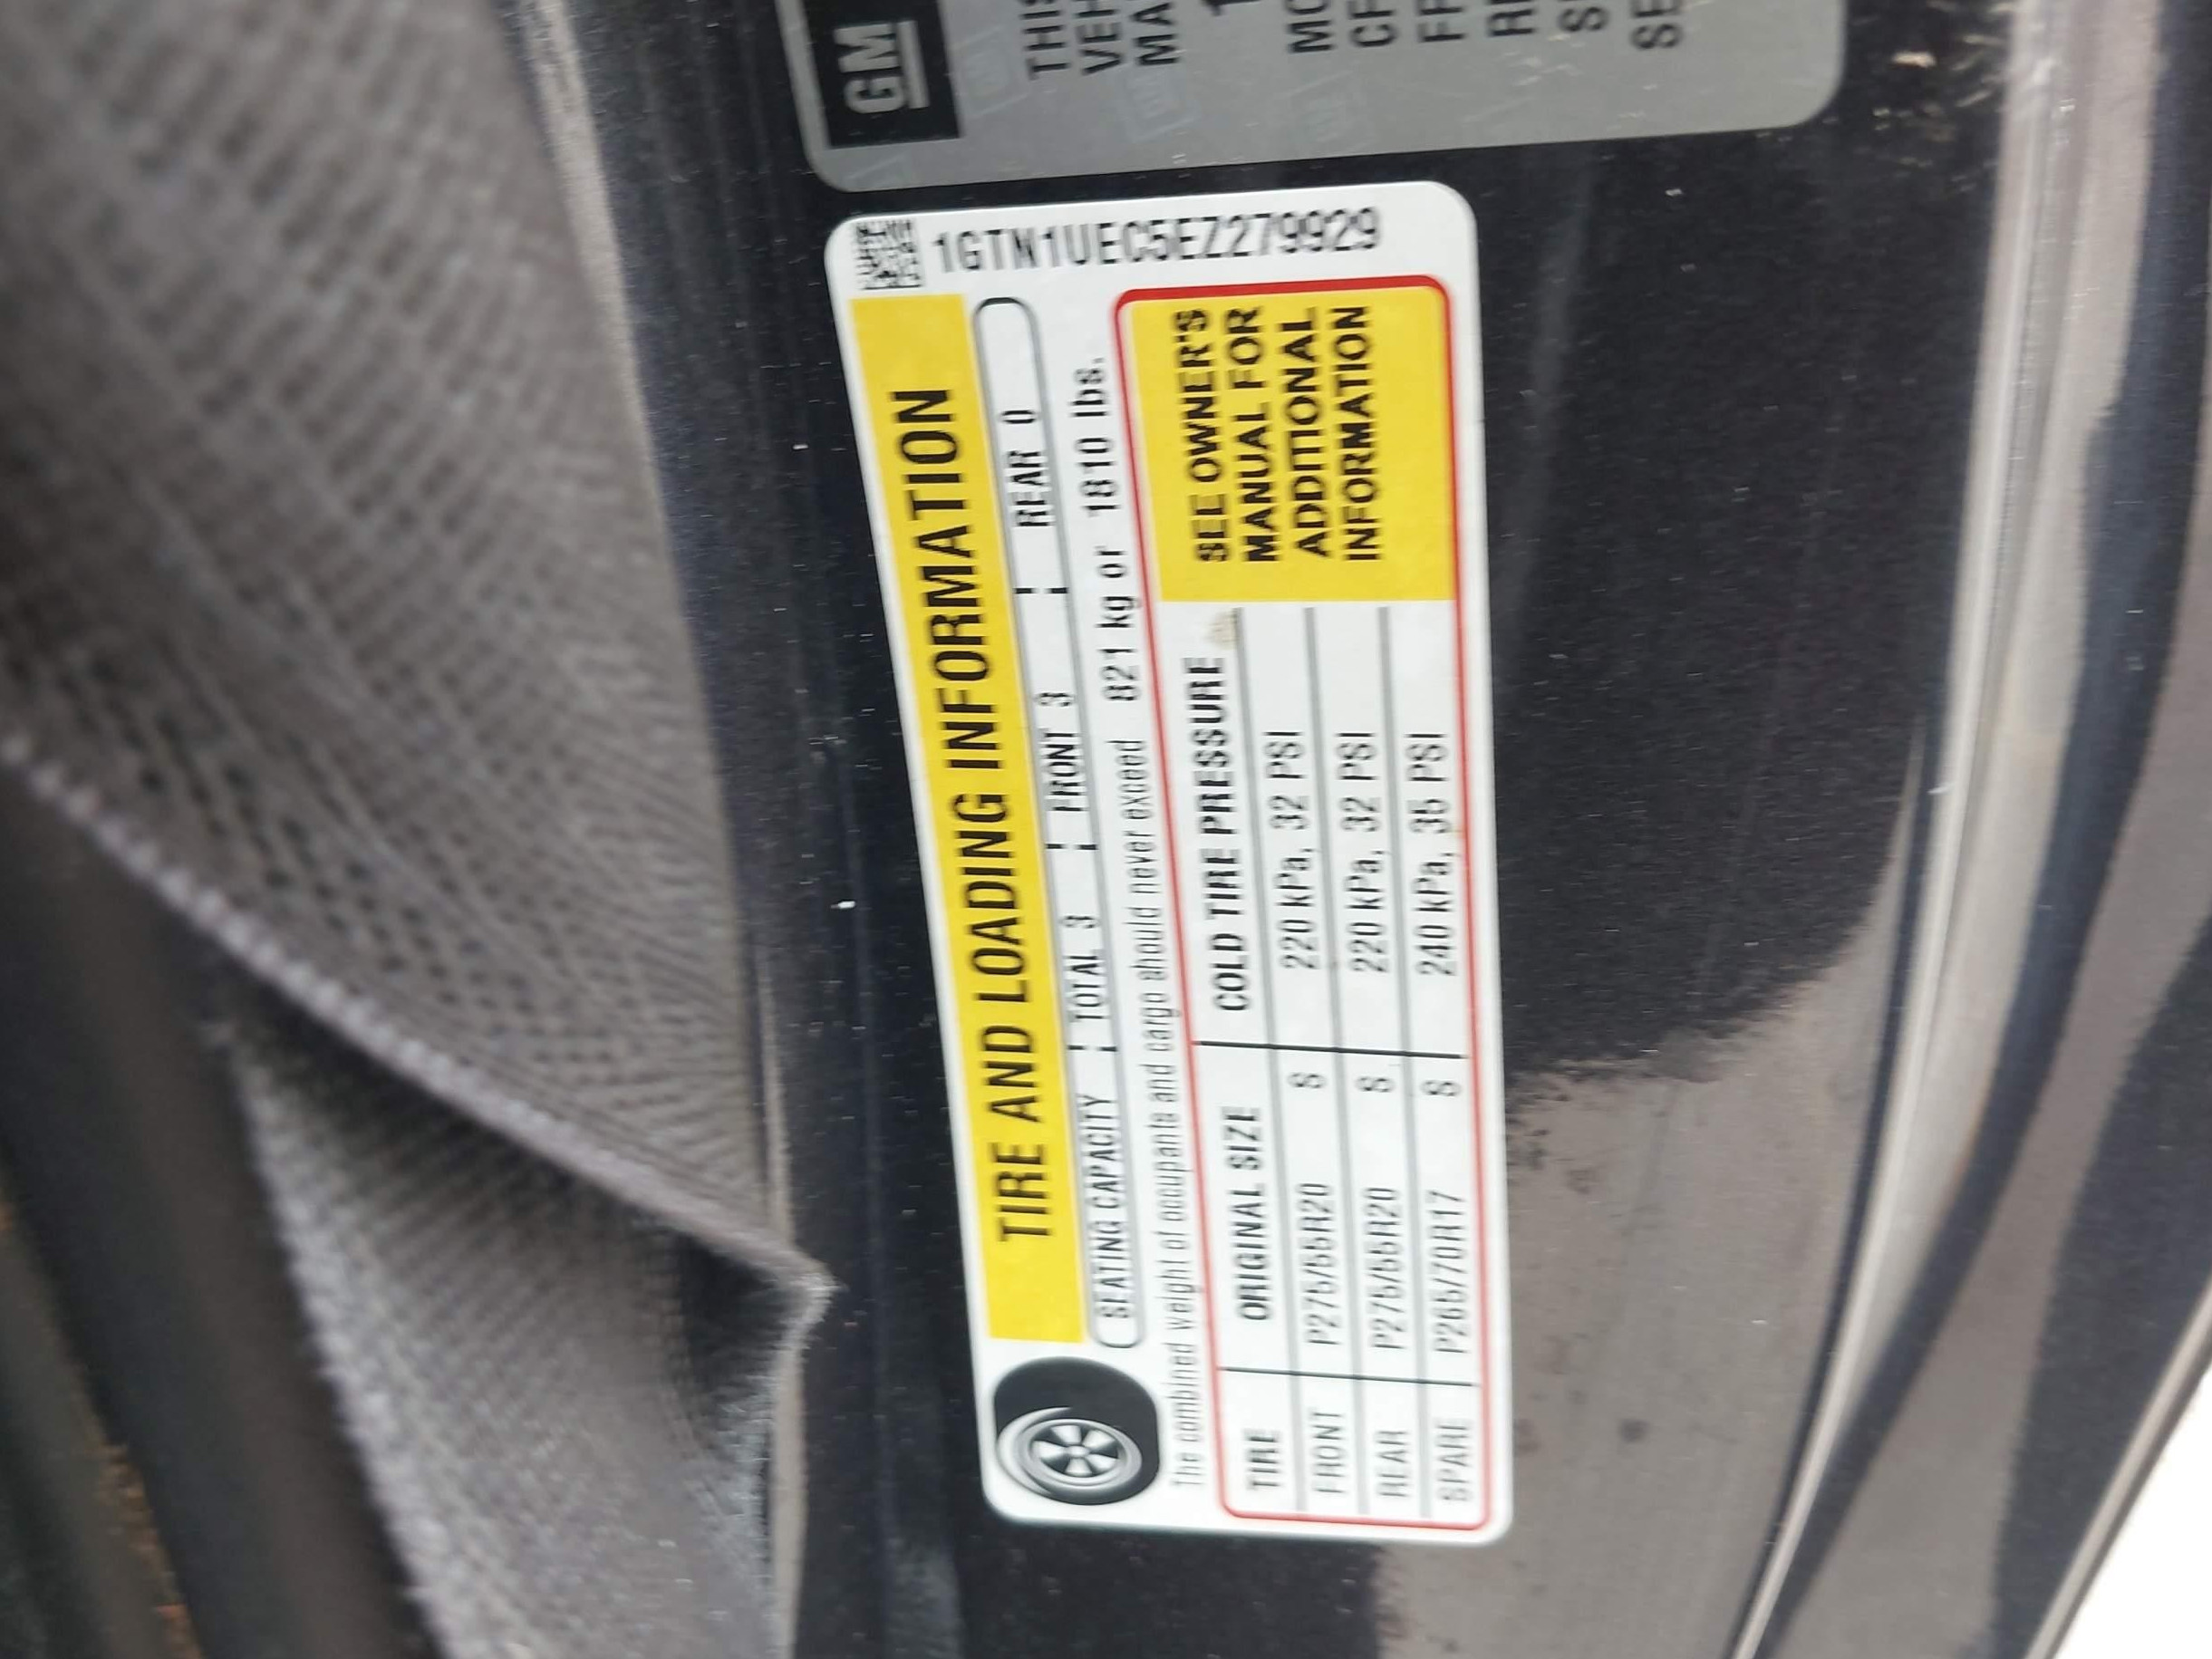 GM
THIS
VEH
MA
1GTN1UEC5EZ279929
TIRE AND LOADING INFORMATION
SEATING CAPACITY TOTAL 3 FRONT 3 REAR 0
The combined weight of occupants and cargo should never exceed 821 kg or 1810 lbs.
TIRE ORIGINAL SIZE COLD TIRE PRESSURE
FRONT P275/55R20 S 220 kPa, 32 PSI
REAR P275/55R20 S 220 kPa, 32 PSI
SPARE P265/70R17 S 240 kPa, 35 PSI
SEE OWNER'S
MANUAL FOR
ADDITIONAL
INFORMATION